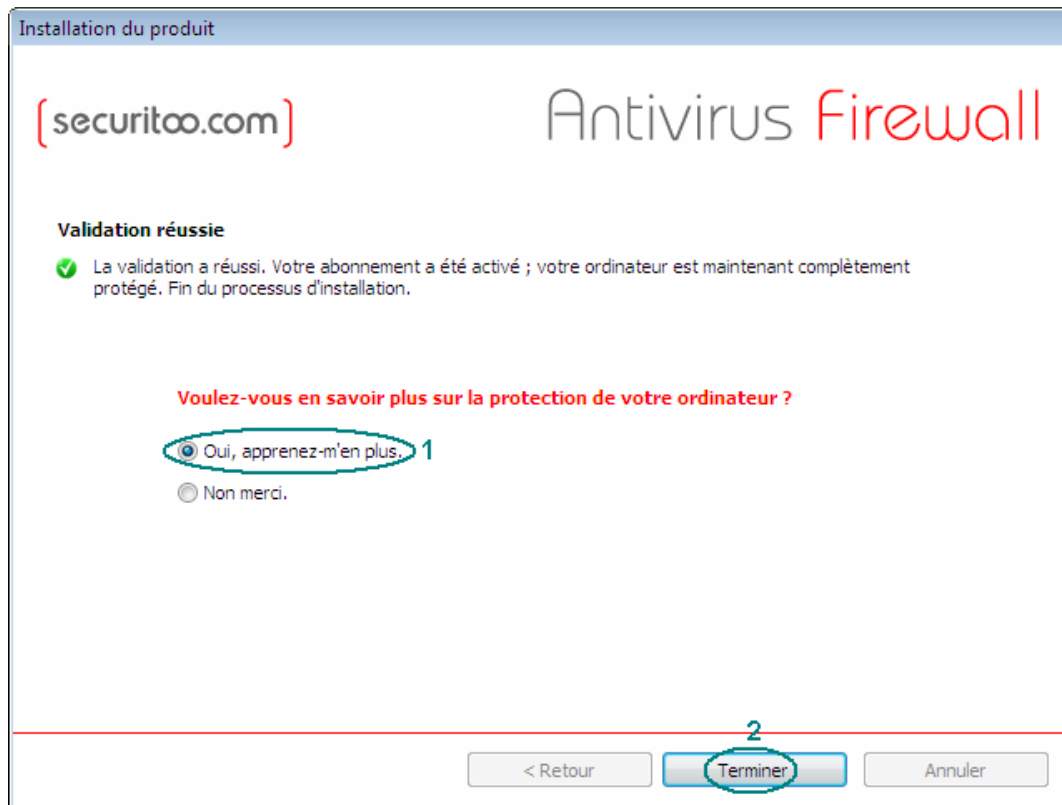 Installation du produit
[securitoo.com]
Antivirus Firewall
Validation réussie
La validation a réussi. Votre abonnement a été activé ; votre ordinateur est maintenant complètement
protégé. Fin du processus d'installation.
Voulez-vous en savoir plus sur la protection de votre ordinateur ?
Oui, apprenez-m'en plus. 1
Non merci.
2
< Retour
Terminer
Annuler